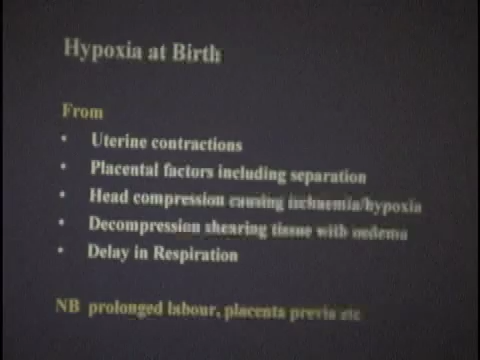 Hypoxia at Birth
From
• Uterine contractions
• Placental factors including separation
• Head compression causing ischaemia/hypoxia
• Decompression shearing tissue with oedema
• Delay in Respiration
NB prolonged labour, placenta previa etc